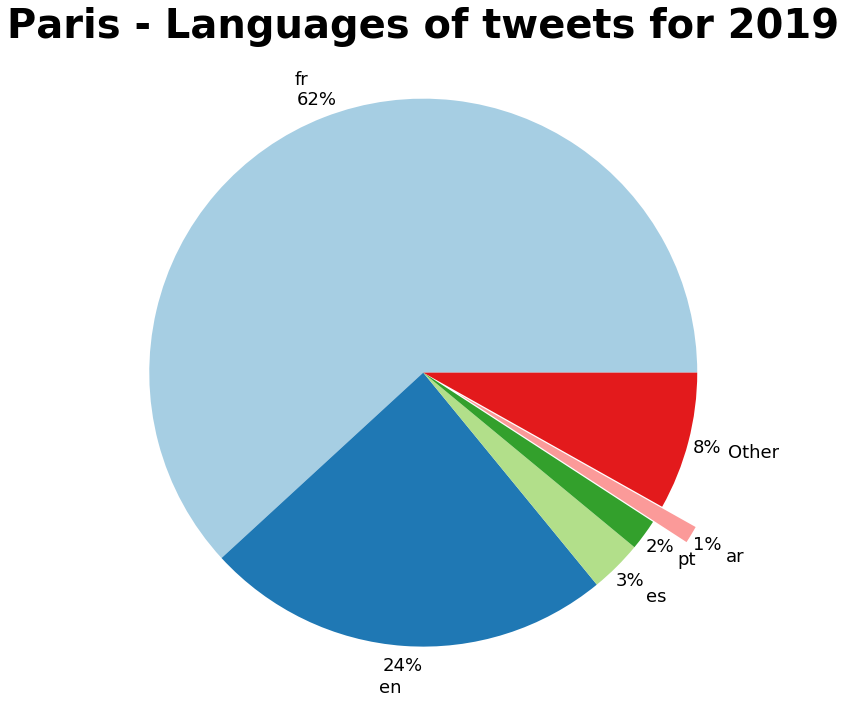 Paris - Languages of tweets for 2019
fr
62%
8% Other
1% ar
2% pt
3% es
24%
en